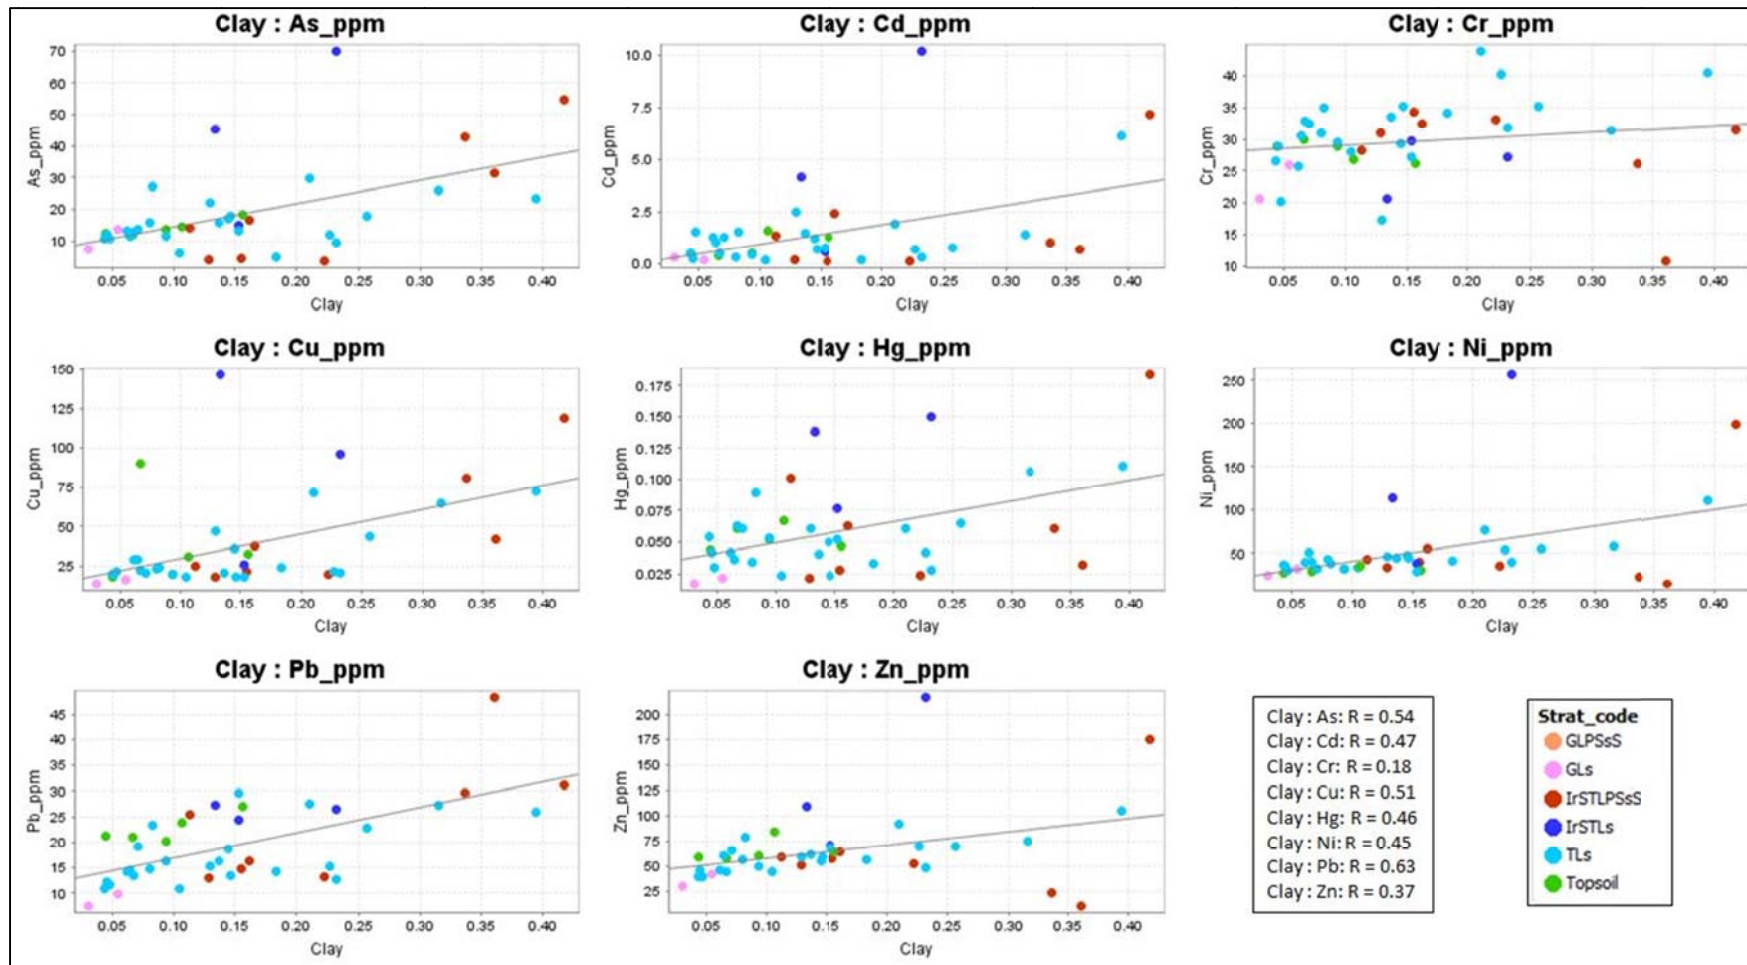 Clay : As_ppm
70
60
50
40
30
20
10
As_ppm
0.05 0.10 0.15 0.20 0.25 0.30 0.35 0.40
Clay
Clay : Cd_ppm
10.0
7.5
5.0
2.5
0.0
Cd_ppm
0.05 0.10 0.15 0.20 0.25 0.30 0.35 0.40
Clay
Clay : Cr_ppm
40
35
30
25
20
15
10
Cr_ppm
0.05 0.10 0.15 0.20 0.25 0.30 0.35 0.40
Clay
Clay : Cu_ppm
150
125
100
75
50
25
Cu_ppm
0.05 0.10 0.15 0.20 0.25 0.30 0.35 0.40
Clay
Clay : Hg_ppm
0.175
0.150
0.125
0.100
0.075
0.050
0.025
Hg_ppm
0.05 0.10 0.15 0.20 0.25 0.30 0.35 0.40
Clay
Clay : Ni_ppm
250
200
150
100
50
Ni_ppm
0.05 0.10 0.15 0.20 0.25 0.30 0.35 0.40
Clay
Clay : Pb_ppm
45
40
35
30
25
20
15
10
Pb_ppm
0.05 0.10 0.15 0.20 0.25 0.30 0.35 0.40
Clay
Clay : Zn_ppm
200
175
150
125
100
75
50
25
Zn_ppm
0.05 0.10 0.15 0.20 0.25 0.30 0.35 0.40
Clay
Clay : As: R = 0.54
Clay : Cd: R = 0.47
Clay : Cr: R = 0.18
Clay : Cu: R = 0.51
Clay : Hg: R = 0.46
Clay : Ni: R = 0.45
Clay : Pb: R = 0.63
Clay : Zn: R = 0.37
Strat_code
GLPSsS
GLs
IrSTLPSsS
IrSTLs
TLs
Topsoil